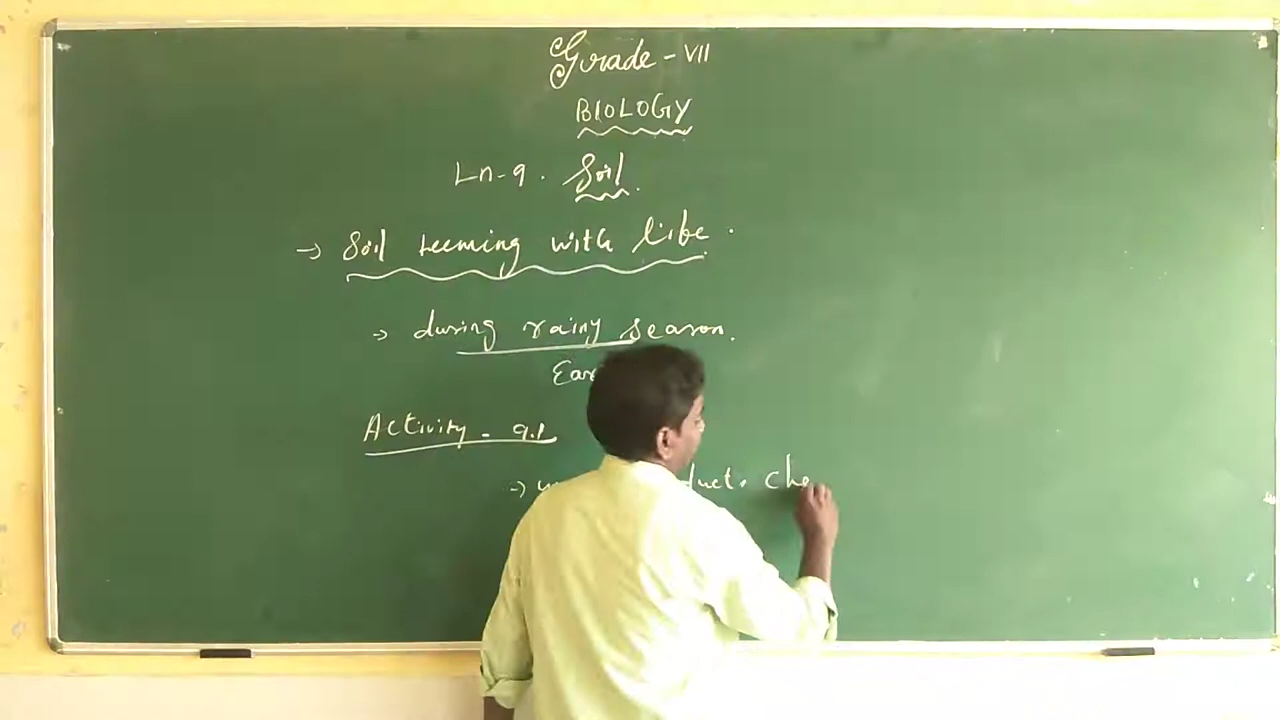 Grade - VII
BIOLOGY
Ln-9. Soil.
→ Soil teeming with life.
→ during rainy season.
Activity - 9.1
→